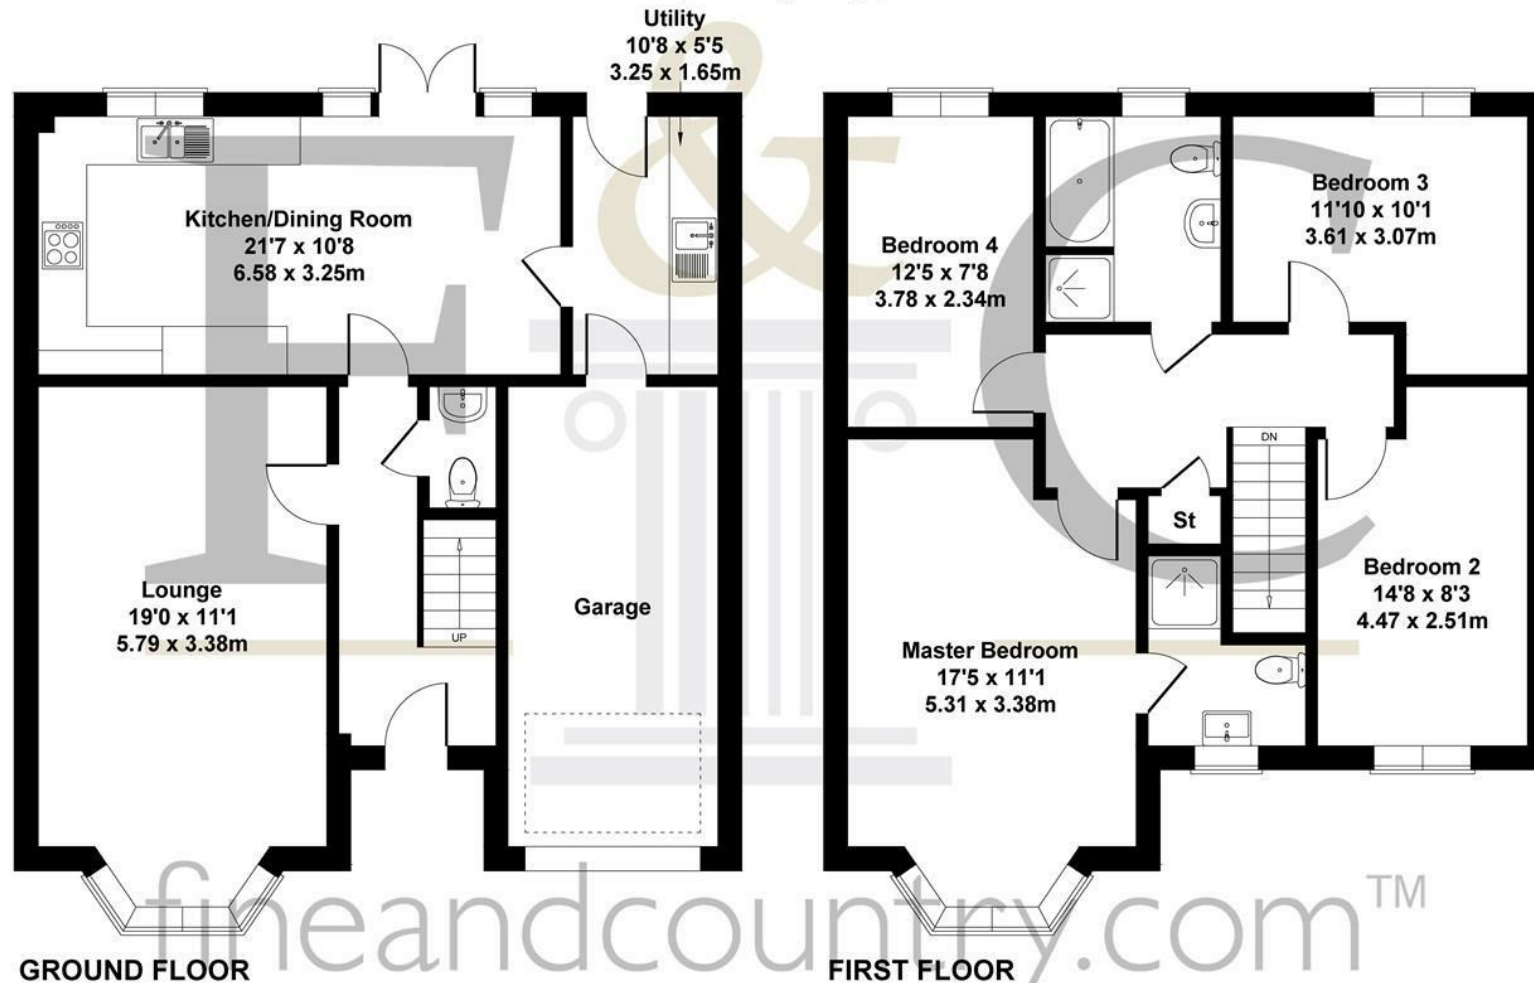 Utility
10'8 x 5'5
3.25 x 1.65m
Kitchen/Dining Room
21'7 x 10'8
6.58 x 3.25m
Lounge
19'0 x 11'1
5.79 x 3.38m
UP
Garage
GROUND FLOOR
Bedroom 4
12'5 x 7'8
3.78 x 2.34m
Bedroom 3
11'10 x 10'1
3.61 x 3.07m
DN
St
Bedroom 2
14'8 x 8'3
4.47 x 2.51m
Master Bedroom
17'5 x 11'1
5.31 x 3.38m
FIRST FLOOR
F & C
fineandcountry.com™